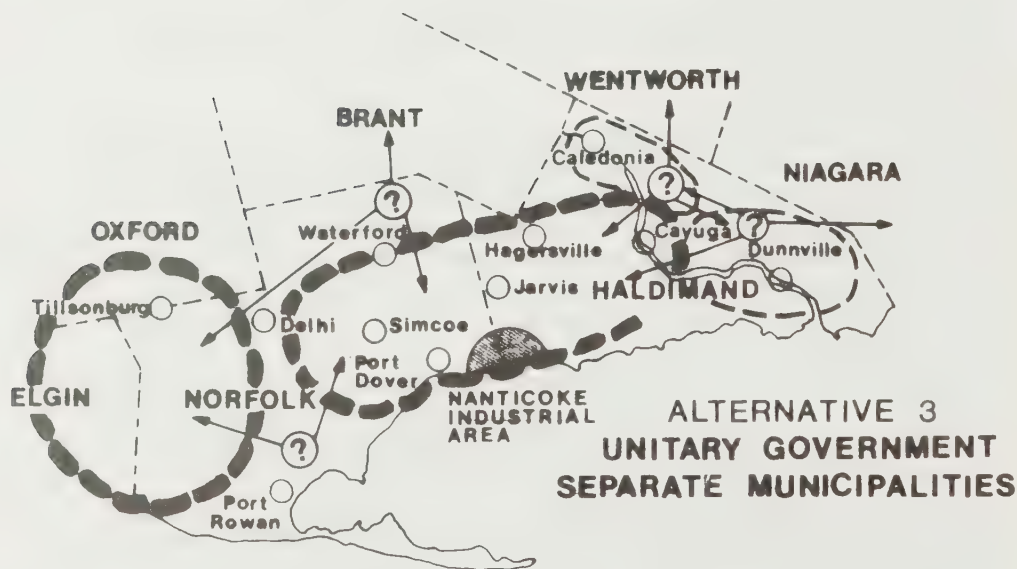 WENTWORTH
BRANT
Caledonia
?
NIAGARA
?
OXFORD
Waterford
Hagersville
Cayuga
?
Dunnville
Tillsonburg
Jarvis
HALDIMAND
Delhi
Simcoe
Port
Dover
ELGIN
NORFOLK
NANTICOKE
INDUSTRIAL
AREA
?
Port
Rowan
ALTERNATIVE 3
UNITARY GOVERNMENT
SEPARATE MUNICIPALITIES